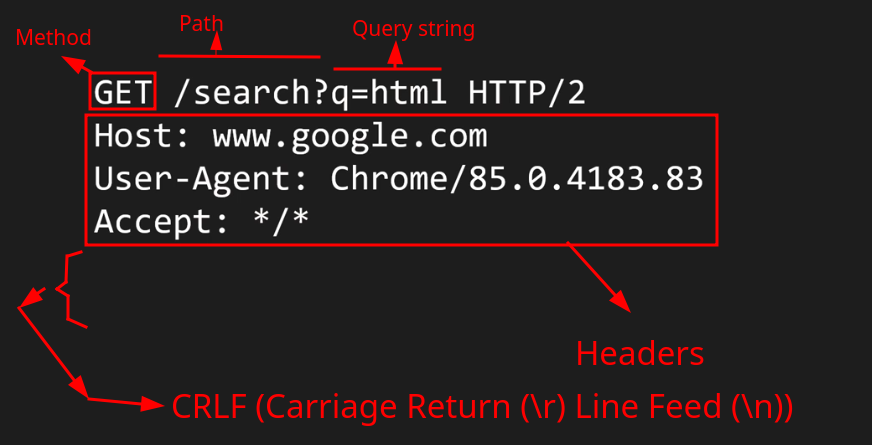 Path
Query string
Method
GET /search?q=html HTTP/2
Host: www.google.com
User-Agent: Chrome/85.0.4183.83
Accept: */*
Headers
CRLF (Carriage Return (\r) Line Feed (\n))